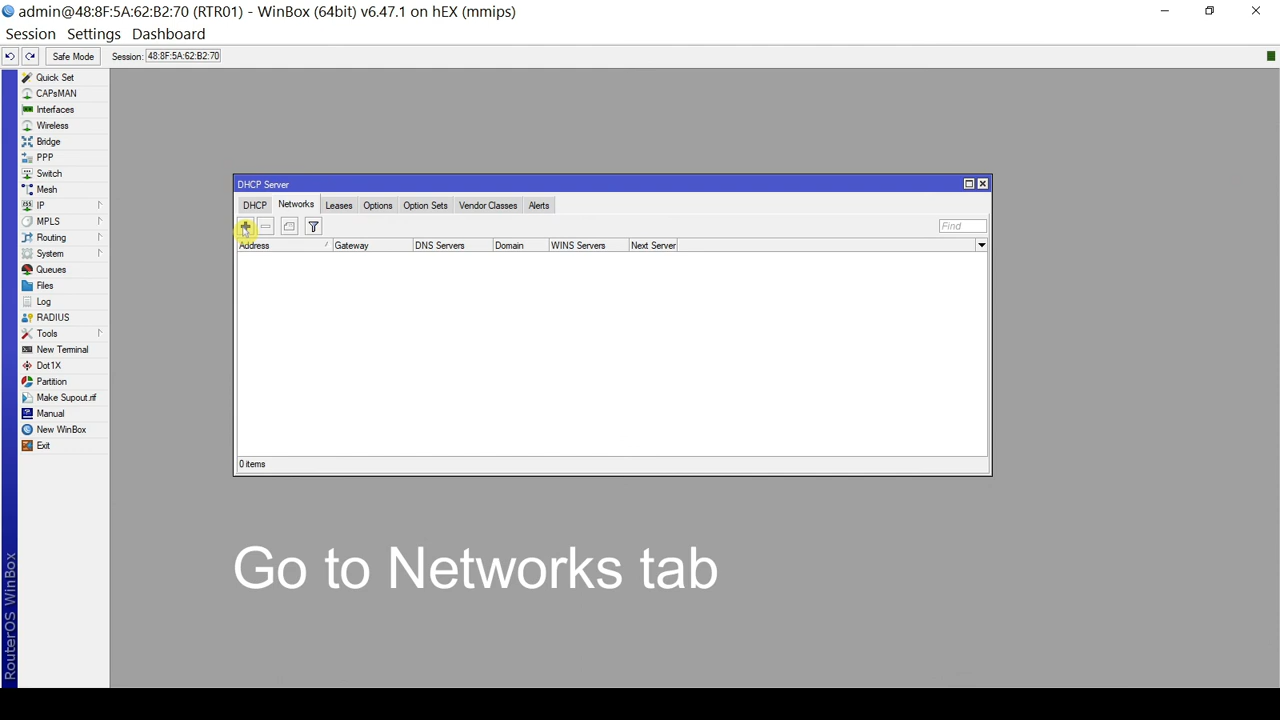 admin@48:8F:5A:62:B2:70 (RTR01) - WinBox (64bit) v6.47.1 on hEX (mmips)
Session Settings Dashboard
Safe Mode Session: 48:8F:5A:62:B2:70
Quick Set
CAPsMAN
Interfaces
Wireless
Bridge
PPP
Switch
Mesh
IP
MPLS
Routing
System
Queues
Files
Log
RADIUS
Tools
New Terminal
Dot1X
Partition
Make Supout.rif
Manual
New WinBox
Exit
RouterOS WinBox
DHCP Server
DHCP Networks Leases Options Option Sets Vendor Classes Alerts
Find
Address Gateway DNS Servers Domain WINS Servers Next Server
0 items
Go to Networks tab